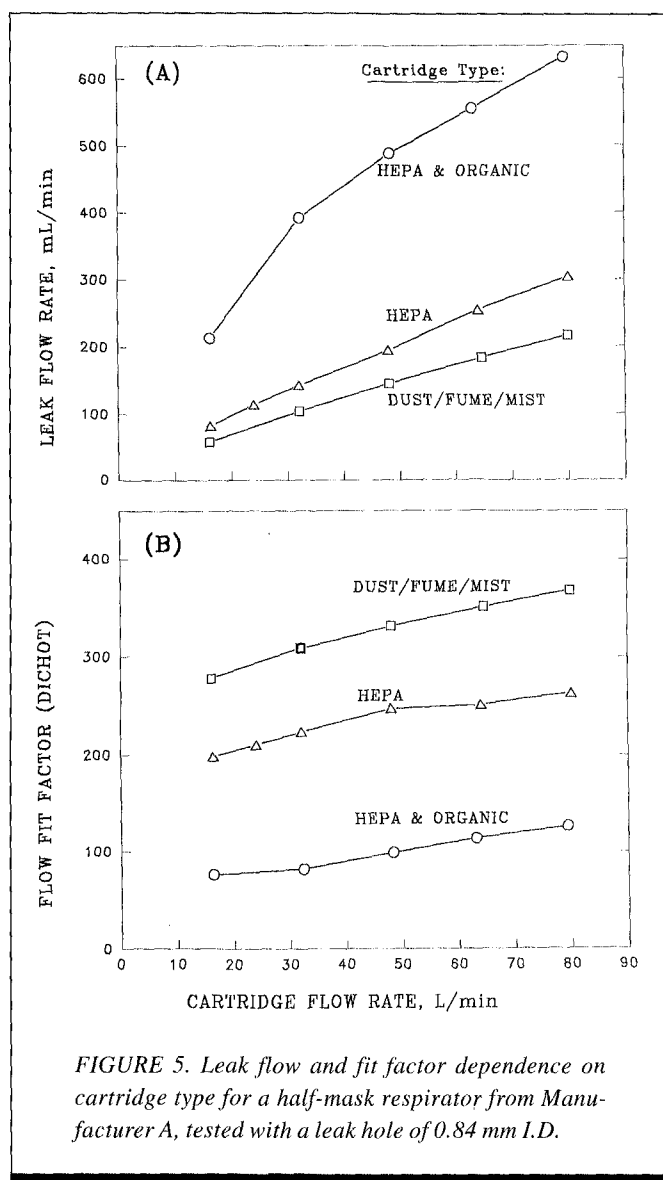 (A)
Cartridge Type:
HEPA & ORGANIC
HEPA
DUST/FUME/MIST
LEAK FLOW RATE, mL/min
600
500
400
300
200
100
0
(B)
DUST/FUME/MIST
HEPA
HEPA & ORGANIC
FLOW FIT FACTOR (DICHOT)
400
300
200
100
0
0 10 20 30 40 50 60 70 80 90
CARTRIDGE FLOW RATE, L/min
FIGURE 5. Leak flow and fit factor dependence on
cartridge type for a half-mask respirator from Manu-
facturer A, tested with a leak hole of 0.84 mm I.D.